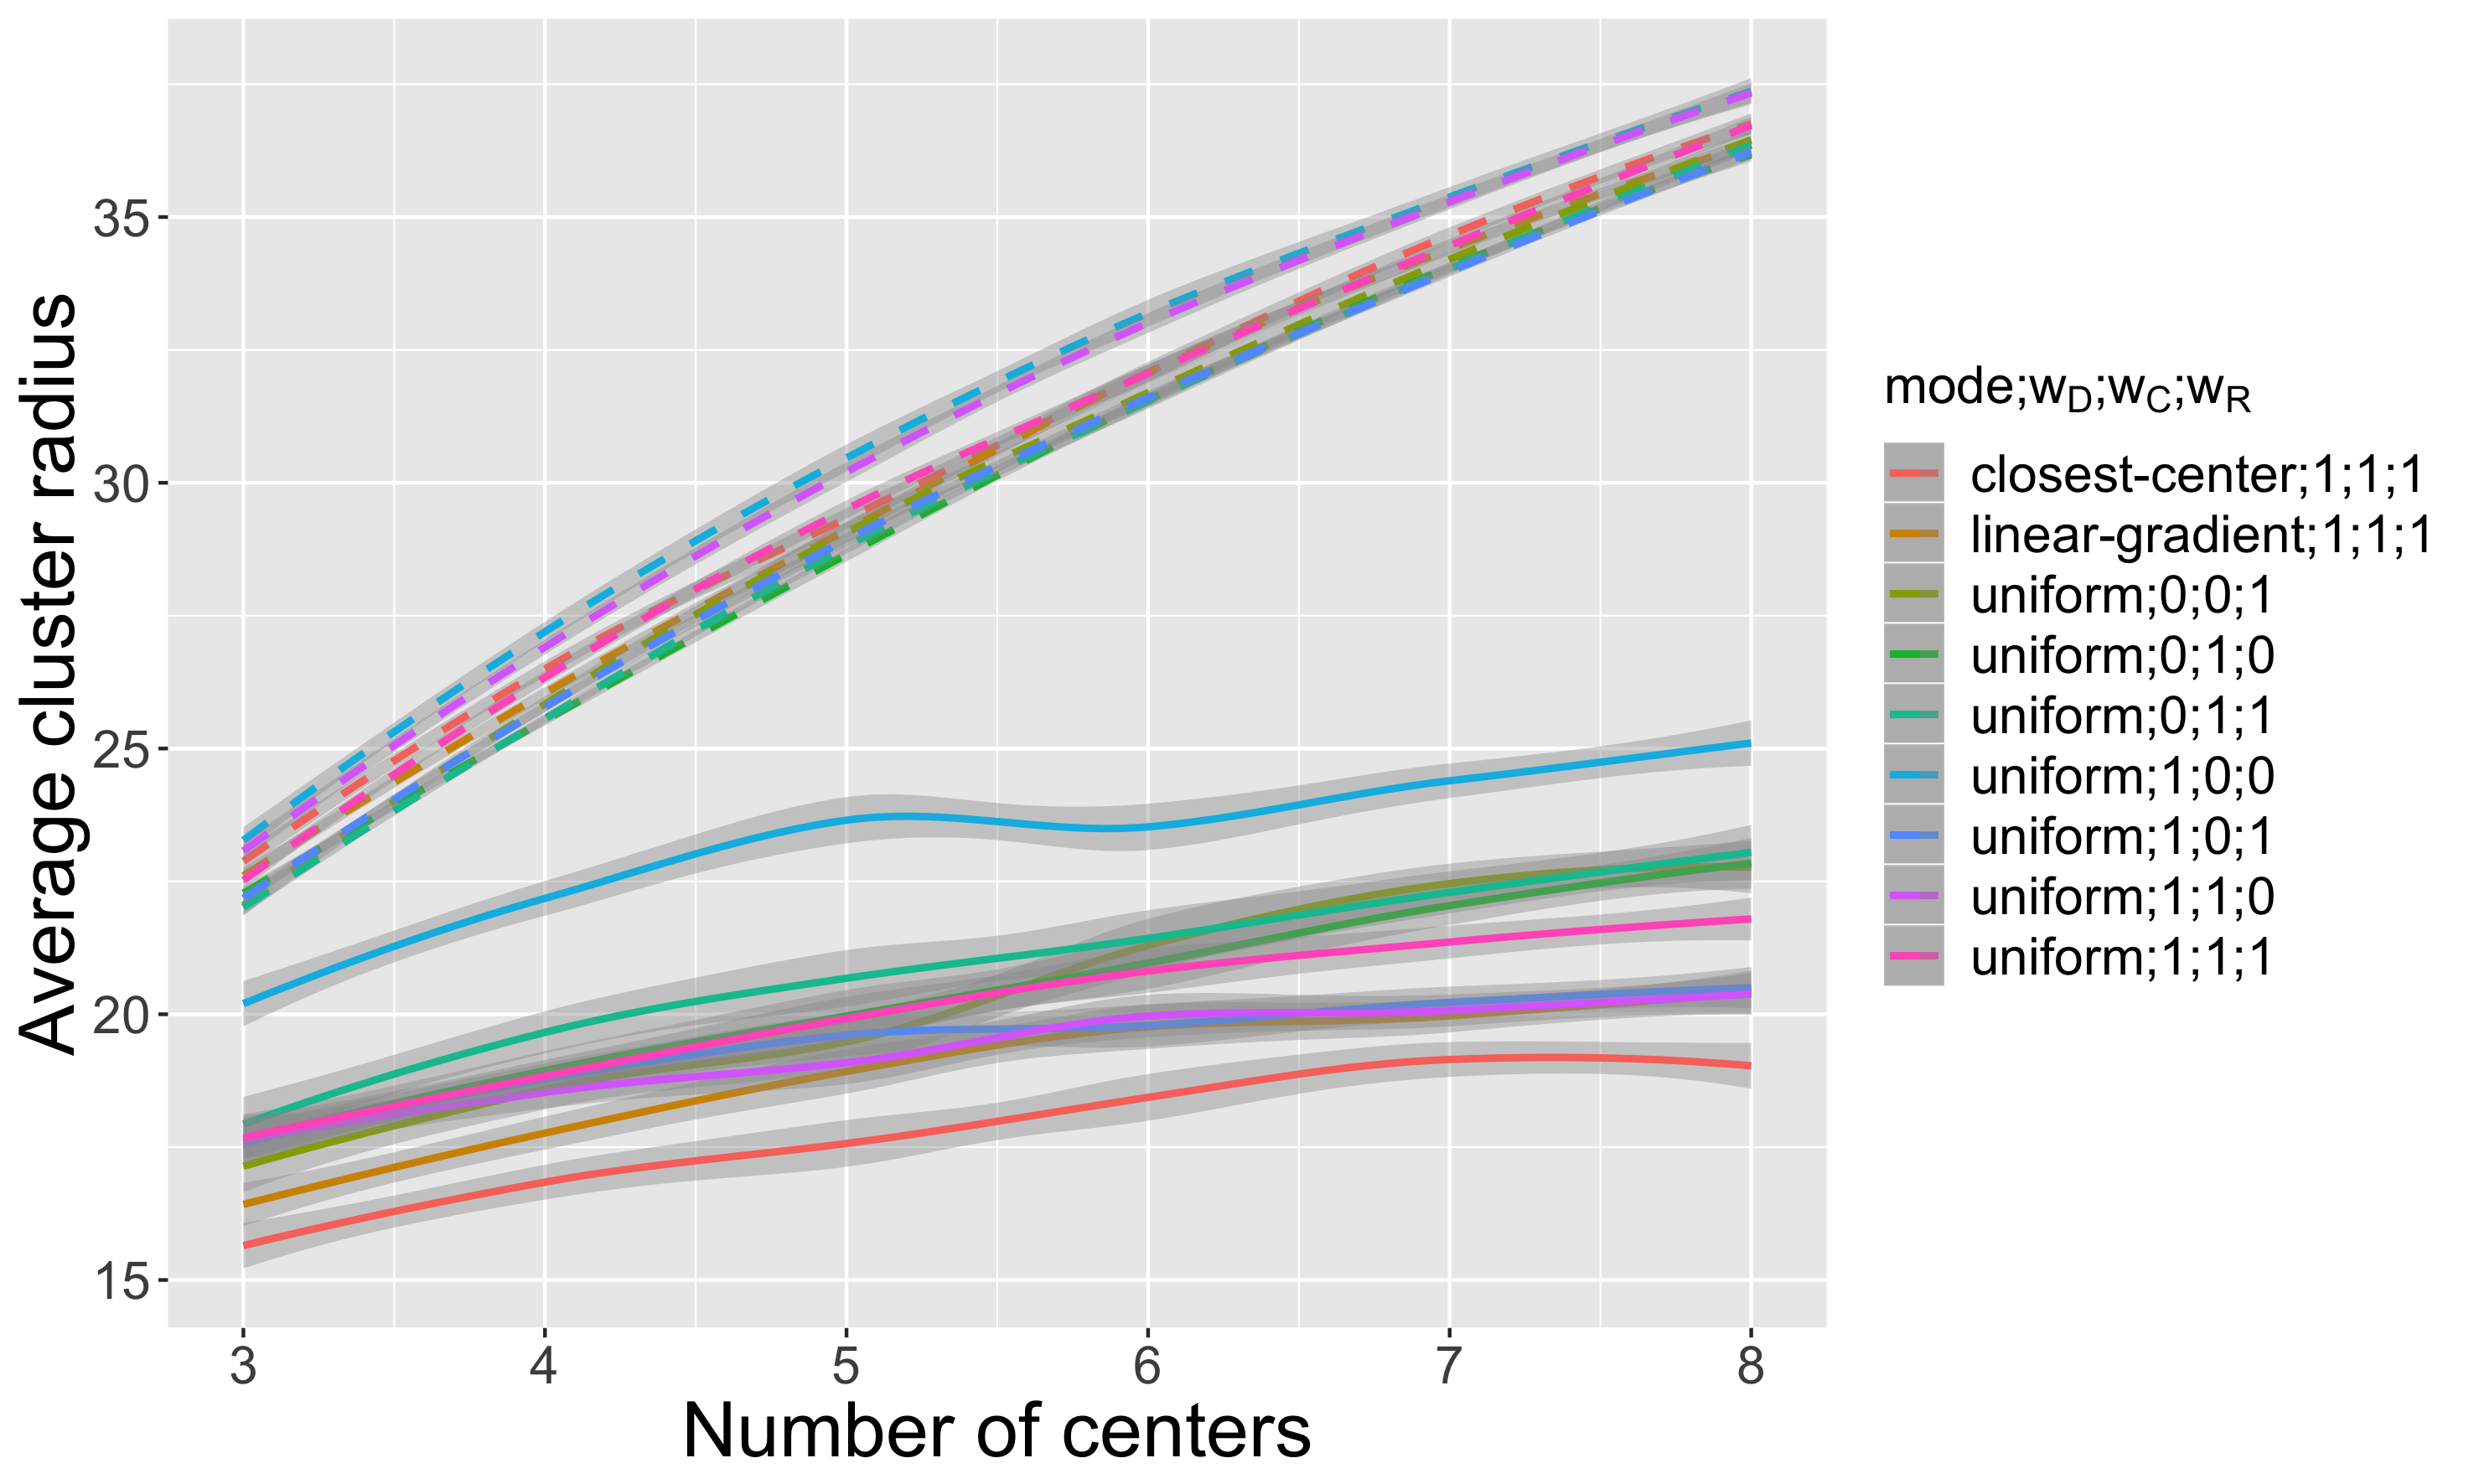 Average cluster radius
35
30
25
20
15
3 4 5 6 7 8
Number of centers
mode;wD;wC;wR
closest-center;1;1;1
linear-gradient;1;1;1
uniform;0;0;1
uniform;0;1;0
uniform;0;1;1
uniform;1;0;0
uniform;1;0;1
uniform;1;1;0
uniform;1;1;1